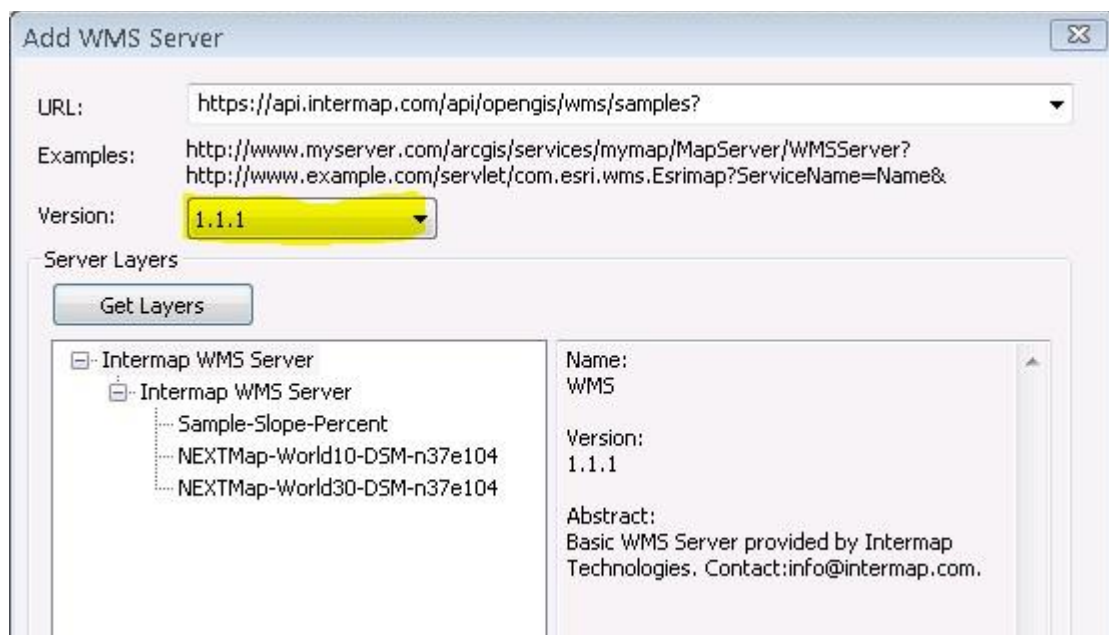 Add WMS Server
URL: https://api.intermap.com/api/opengis/wms/samples?
Examples: http://www.myserver.com/arcgis/services/mymap/MapServer/WMSServer?
http://www.example.com/servlet/com.esri.wms.Esrimap?ServiceName=Name&
Version: 1.1.1
Server Layers
Get Layers
Intermap WMS Server
Intermap WMS Server
Sample-Slope-Percent
NEXTMap-World10-DSM-n37e104
NEXTMap-World30-DSM-n37e104
Name:
WMS
Version:
1.1.1
Abstract:
Basic WMS Server provided by Intermap
Technologies. Contact:info@intermap.com.